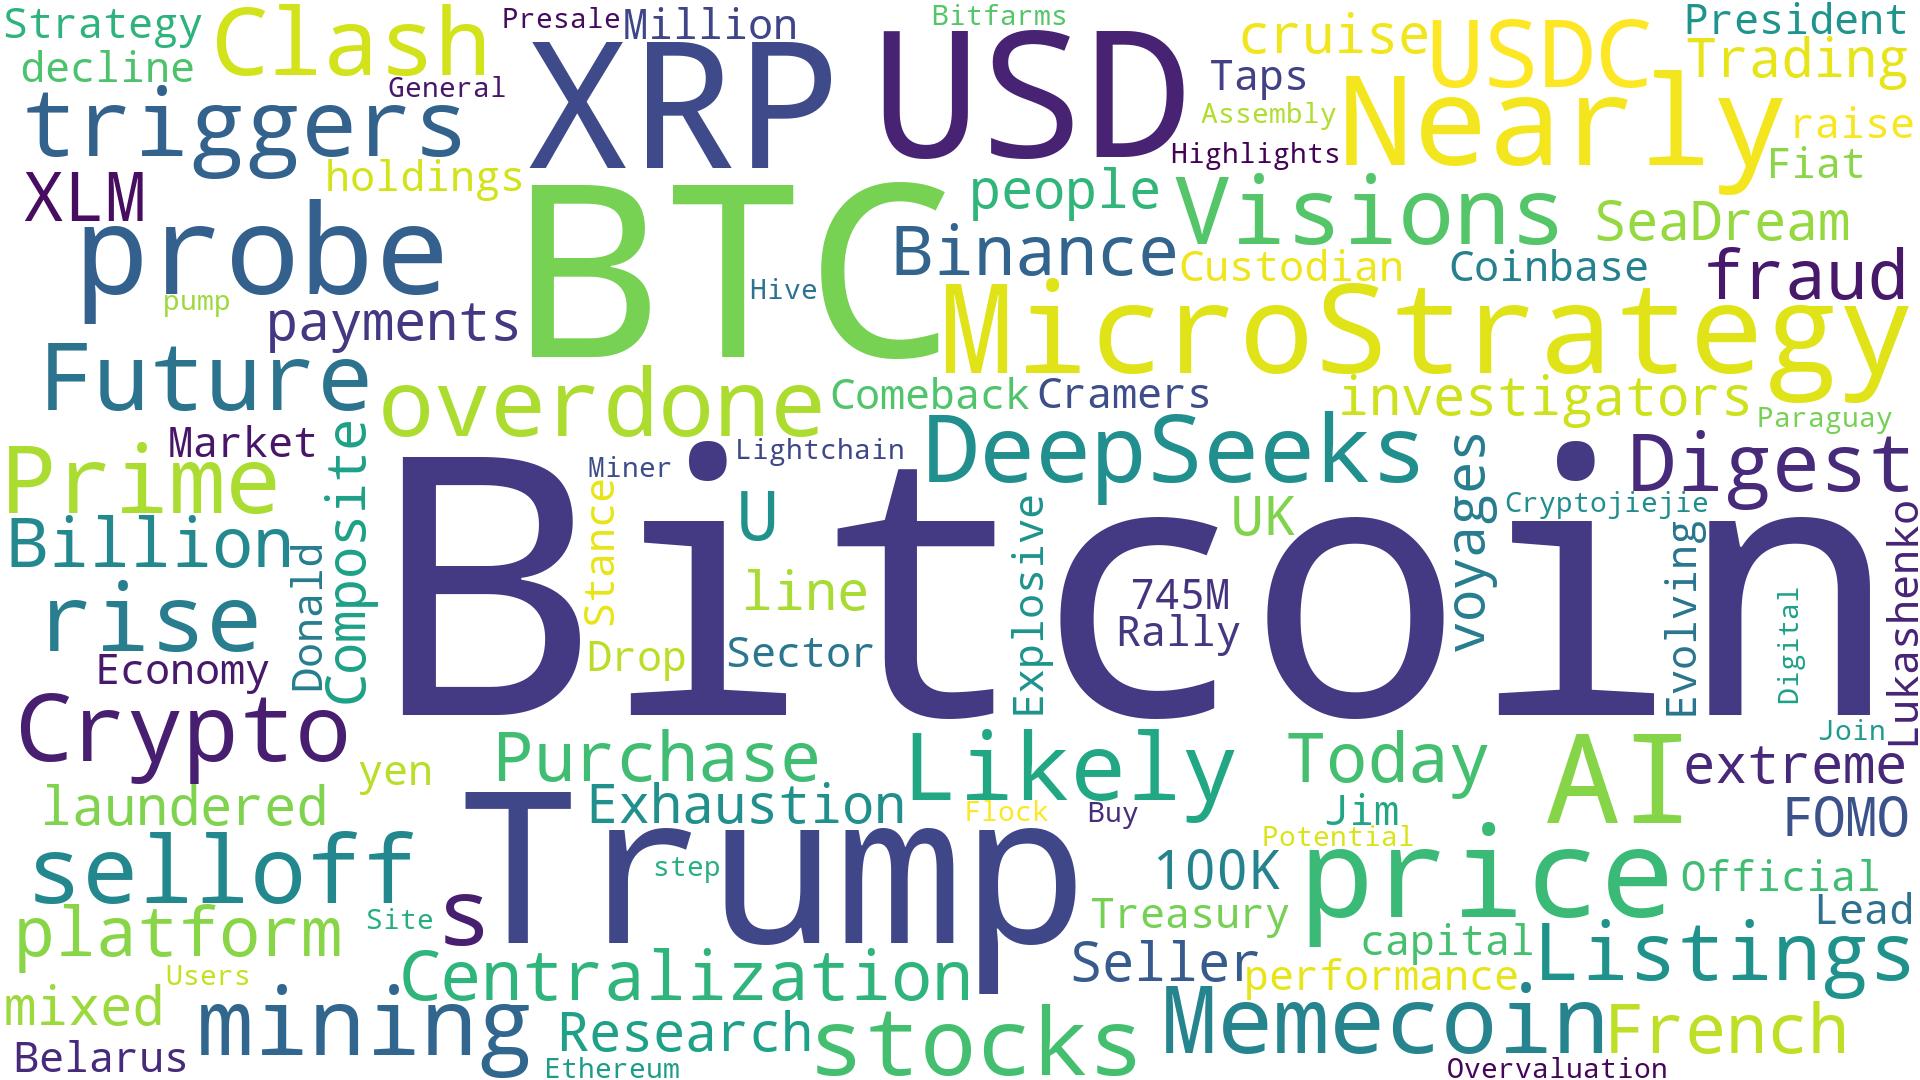 Strategy
Clash
Presale
Million
Bitfarms
cruise
USDC
President
decline
General
XRP
USD
Taps
Nearly
Trading
triggers
Assembly
raise
Highlights
Fiat
XLM
holdings
BTC
people
Visions
SeaDream
probe
Binance
Custodian
Coinbase
fraud
pump
payments
Hive
MicroStrategy
Future
overdone
Comeback
Cramers
investigators
Paraguay
Prime
Market
Composite
Bitcoin
Miner
Lightchain
DeepSeeks
voyages
Digest
Billion
Donald
Stance
U
Explosive
UK
Cryptojiejie
Evolving
Lukashenko
rise
line
745M
Rally
Digital
Economy
Drop
Sector
Crypto
yen
Purchase
Likely
Today
AI
Join
extreme
laundered
Trump
Exhaustion
Flock
Buy
Jim
FOMO
Potential
selloff
step
100K
price
Official
platform
Site
s
Treasury
Lead
Users
Centralization
Seller
capital
Listings
performance
mixed
mining
Research
stocks
Memecoin
French
Belarus
Ethereum
Overvaluation